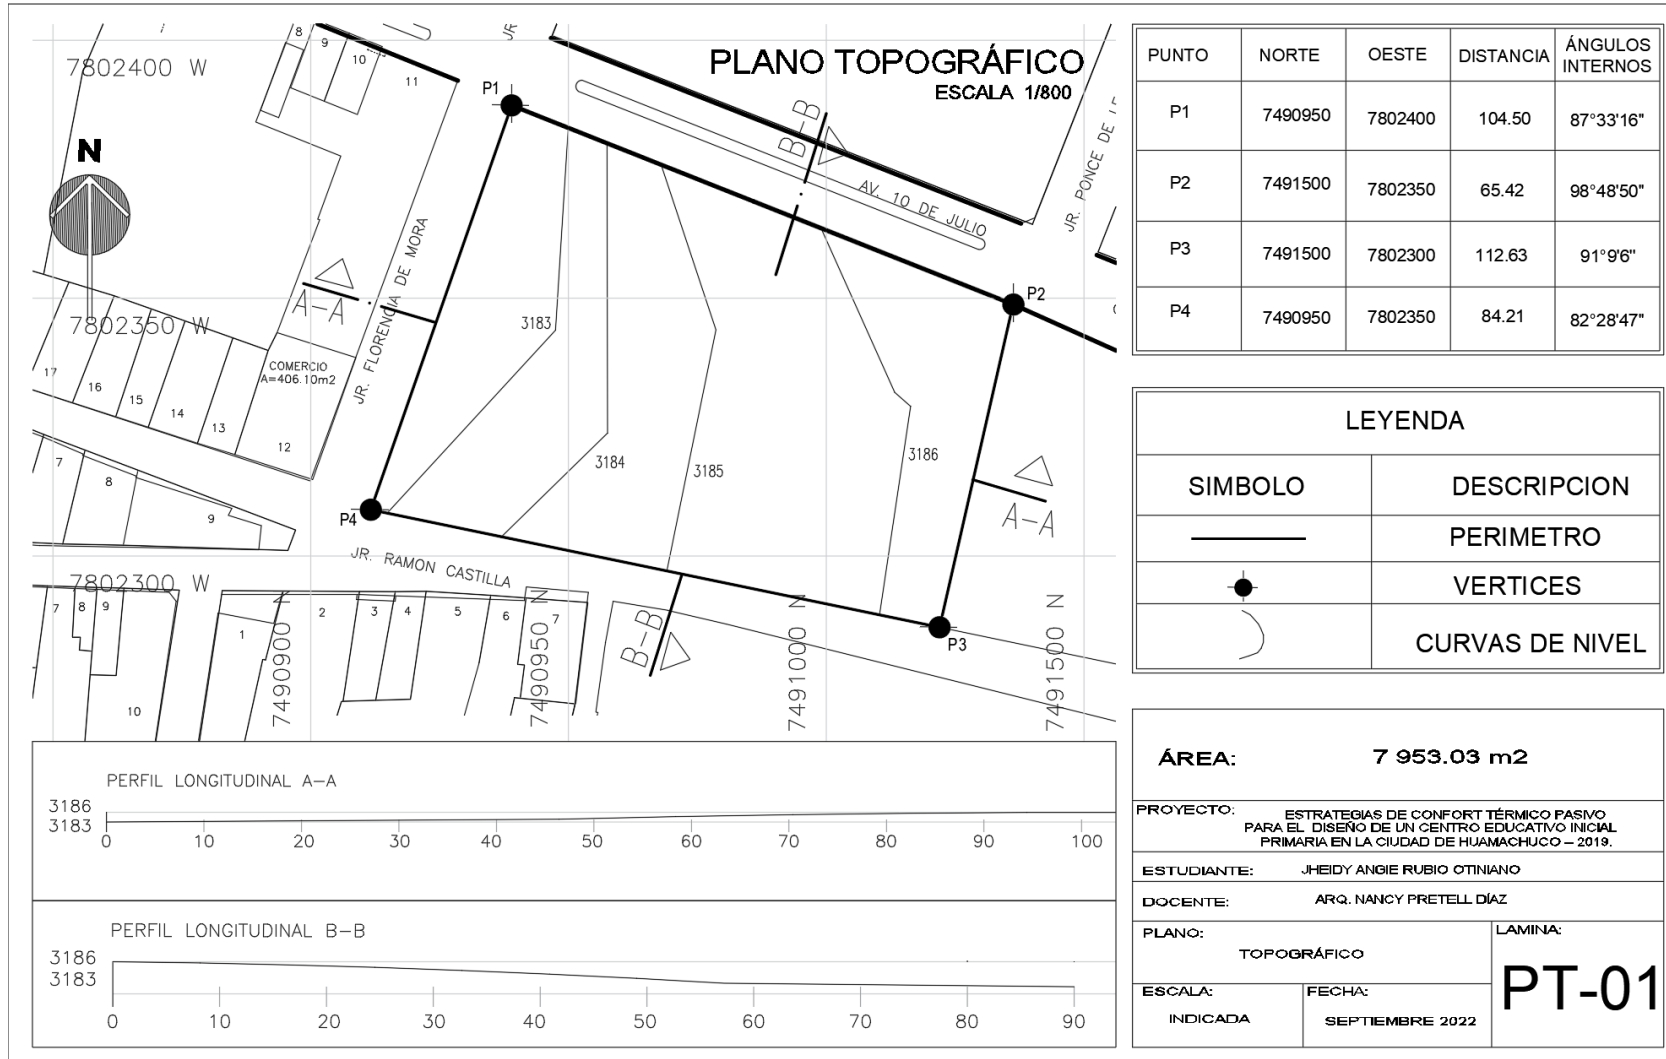 PLANO TOPOGRÁFICO
ESCALA 1/800
7802400 W
8
9
10
11
JR
P1
N
B-B
AV. 10 DE JULIO
JR. PONCE DE
JR. FLORENCIA DE MORA
A-A
P2
7802350 W
3183
COMERCIO
A=406.10m2
17
16
15
14
13
12
3184
3185
3186
A-A
7
8
9
P4
JR. RAMON CASTILLA
7802300 W
7
8
9
10
1
2
3
4
5
6
7
B-B
P3
7490900 N
7490950 N
7491000 N
7491500 N
PERFIL LONGITUDINAL A-A
3186
3183
0 10 20 30 40 50 60 70 80 90 100
PERFIL LONGITUDINAL B-B
3186
3183
0 10 20 30 40 50 60 70 80 90
PUNTO NORTE OESTE DISTANCIA ÁNGULOS INTERNOS
P1 7490950 7802400 104.50 87°33'16"
P2 7491500 7802350 65.42 98°48'50"
P3 7491500 7802300 112.63 91°9'6"
P4 7490950 7802350 84.21 82°28'47"
LEYENDA
SIMBOLO DESCRIPCION
PERIMETRO
VERTICES
CURVAS DE NIVEL
ÁREA: 7 953.03 m2
PROYECTO: ESTRATEGIAS DE CONFORT TÉRMICO PASIVO
PARA EL DISEÑO DE UN CENTRO EDUCATIVO INICIAL
PRIMARIA EN LA CIUDAD DE HUAMACHUCO – 2019.
ESTUDIANTE: JHEIDY ANGIE RUBIO OTINIANO
DOCENTE: ARQ. NANCY PRETELL DÍAZ
PLANO:
TOPOGRÁFICO
LAMINA:
PT-01
ESCALA:
INDICADA
FECHA:
SEPTIEMBRE 2022